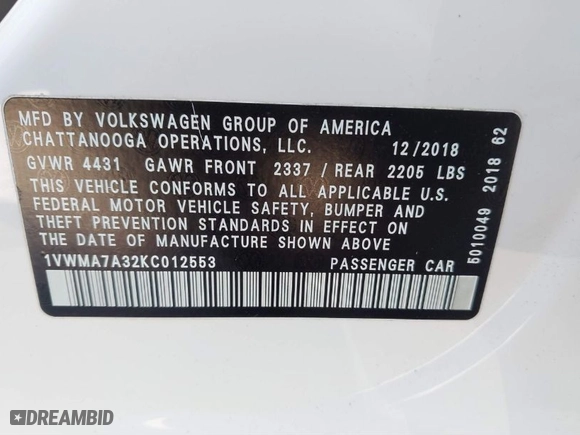 MFD BY VOLKSWAGEN GROUP OF AMERICA
CHATTANOOGA OPERATIONS, LLC. 12/2018
GVWR 4431 GAWR FRONT 2337 / REAR 2205 LBS
THIS VEHICLE CONFORMS TO ALL APPLICABLE U.S.
FEDERAL MOTOR VEHICLE SAFETY, BUMPER AND
THEFT PREVENTION STANDARDS IN EFFECT ON
THE DATE OF MANUFACTURE SHOWN ABOVE
1VWMA7A32KC012553 PASSENGER CAR
5010049 2018 62
DREAMBID